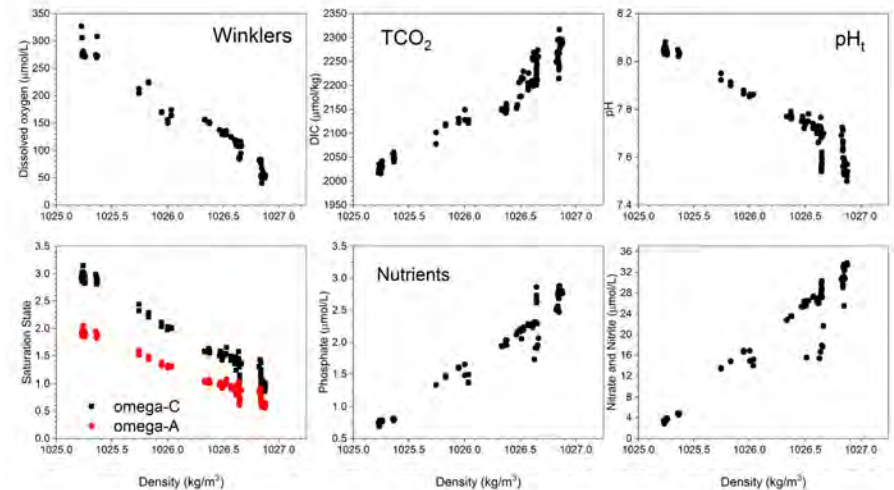 Winklers
Dissolved oxygen (μmol/L)
350
300
250
200
150
100
50
0
1025.0 1025.5 1026.0 1026.5 1027.0
TCO2
DIC (μmol/kg)
2350
2300
2250
2200
2150
2100
2050
2000
1950
1025.0 1025.5 1026.0 1026.5 1027.0
pHt
pH
8.2
8.0
7.8
7.6
7.4
1025.0 1025.5 1026.0 1026.5 1027.0
Saturation State
3.5
3.0
2.5
2.0
1.5
1.0
0.5
0.0
omega-C
omega-A
1025.0 1025.5 1026.0 1026.5 1027.0
Density (kg/m³)
Nutrients
Phosphate (μmol/L)
3.5
3.0
2.5
2.0
1.5
1.0
0.5
1025.0 1025.5 1026.0 1026.5 1027.0
Density (kg/m³)
Nitrate and Nitrite (μmol/L)
36
32
28
24
20
16
12
8
4
0
1025.0 1025.5 1026.0 1026.5 1027.0
Density (kg/m³)